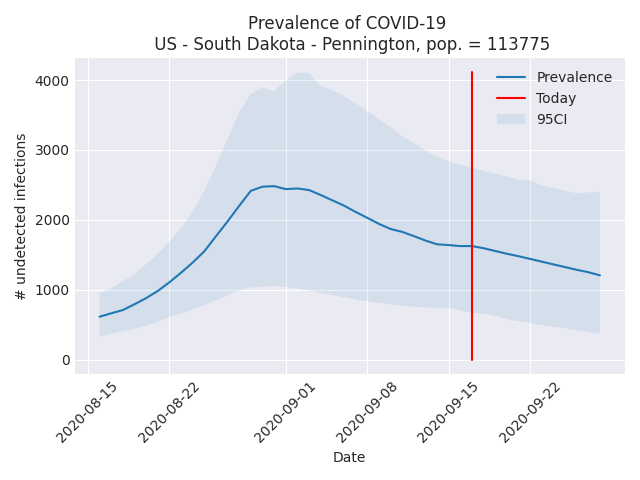 Prevalence of COVID-19
US - South Dakota - Pennington, pop. = 113775
# undetected infections
4000
3000
2000
1000
0
Prevalence
Today
95CI
2020-08-15
2020-08-22
2020-09-01
2020-09-08
2020-09-15
2020-09-22
Date